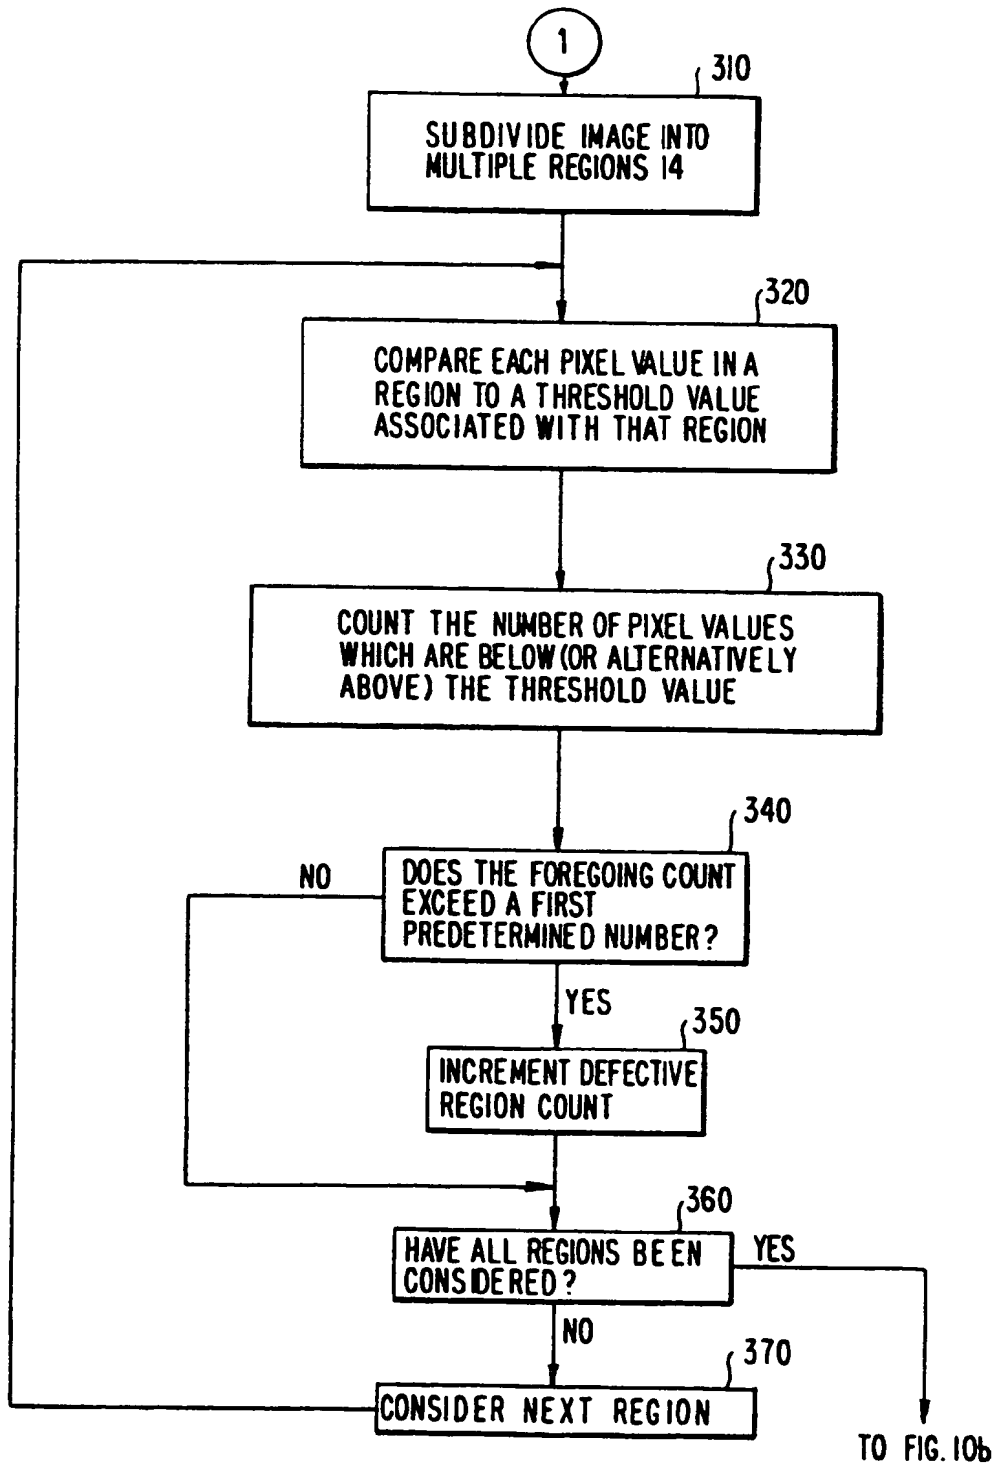 1
310
SUBDIVIDE IMAGE INTO
MULTIPLE REGIONS 14
320
COMPARE EACH PIXEL VALUE IN A
REGION TO A THRESHOLD VALUE
ASSOCIATED WITH THAT REGION
330
COUNT THE NUMBER OF PIXEL VALUES
WHICH ARE BELOW (OR ALTERNATIVELY
ABOVE) THE THRESHOLD VALUE
340
DOES THE FOREGOING COUNT
EXCEED A FIRST
PREDETERMINED NUMBER?
NO
YES
350
INCREMENT DEFECTIVE
REGION COUNT
360
HAVE ALL REGIONS BEEN
CONSIDERED?
YES
NO
370
CONSIDER NEXT REGION
TO FIG. 10b